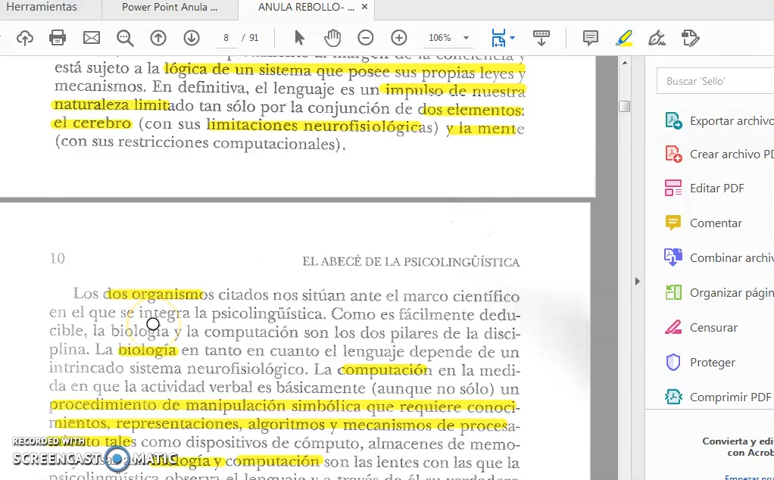 Herramientas
Power Point Anula ...
ANULA REBOLLO- ... ×
8 / 91
106%
está sujeto a la lógica de un sistema que posee sus propias leyes y
mecanismos. En definitiva, el lenguaje es un impulso de nuestra
naturaleza limitado tan sólo por la conjunción de dos elementos:
el cerebro (con sus limitaciones neurofisiológicas) y la mente
(con sus restricciones computacionales).
10 EL ABECÉ DE LA PSICOLINGÜÍSTICA
Los dos organismos citados nos sitúan ante el marco científico
en el que se integra la psicolingüística. Como es fácilmente dedu-
cible, la biología y la computación son los dos pilares de la disci-
plina. La biología en tanto en cuanto el lenguaje depende de un
intrincado sistema neurofisiológico. La computación en la medi-
da en que la actividad verbal es básicamente (aunque no sólo) un
procedimiento de manipulación simbólica que requiere conoci-
mientos, representaciones, algoritmos y mecanismos de procesa-
tales como dispositivos de cómputo, almacenes de memo-
y computación son las lentes con las que la
RECORDED WITH
SCREENCAST MATIC
Buscar 'Sello'
Exportar archivo
Crear archivo PD
Editar PDF
Comentar
Combinar archiv
Organizar págin
Censurar
Proteger
Comprimir PDF
Convierta y edi
con Acrob